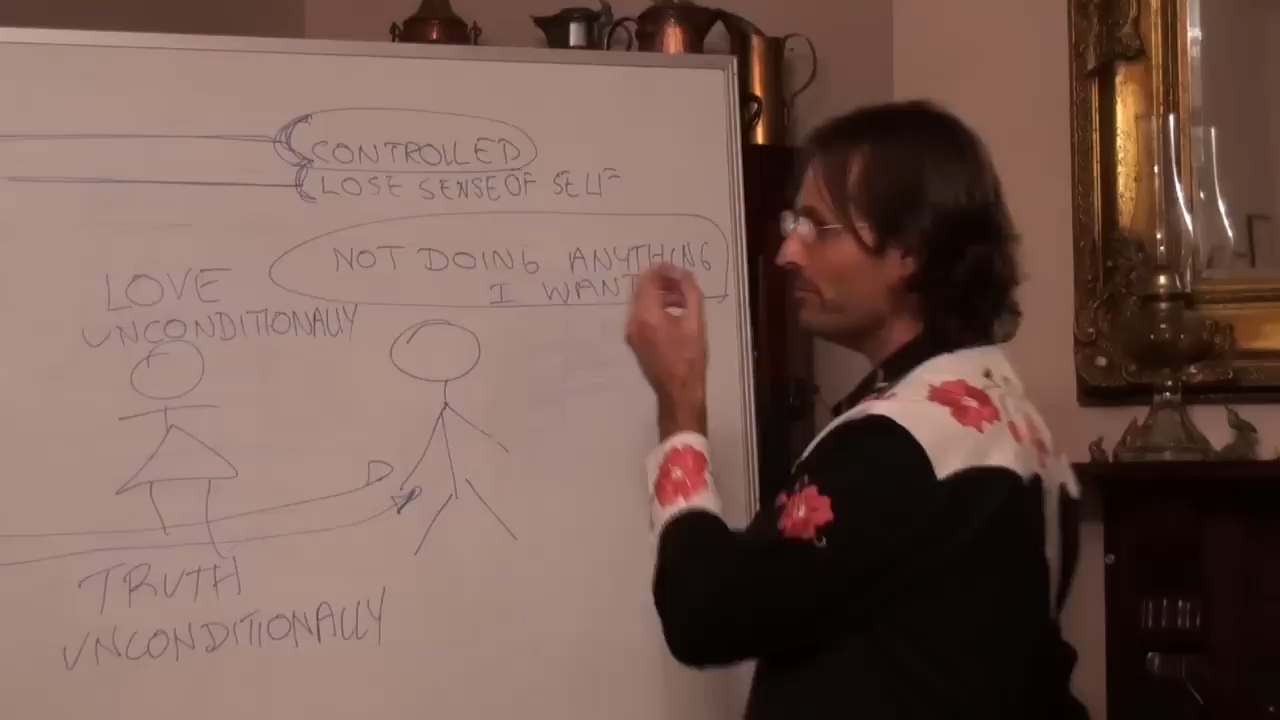 CONTROLLED
LOSE SENSE OF SELF
NOT DOING ANYTHING
I WANT
LOVE
UNCONDITIONALLY
TRUTH
UNCONDITIONALLY